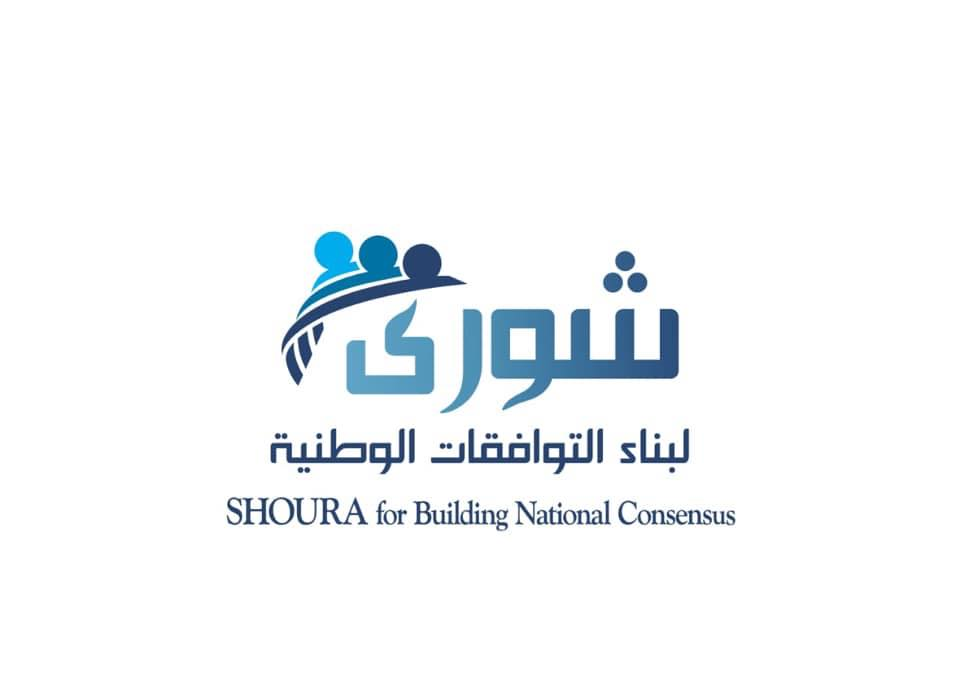 شورى
لبناء التوافقات الوطنية
SHOURA for Building National Consensus